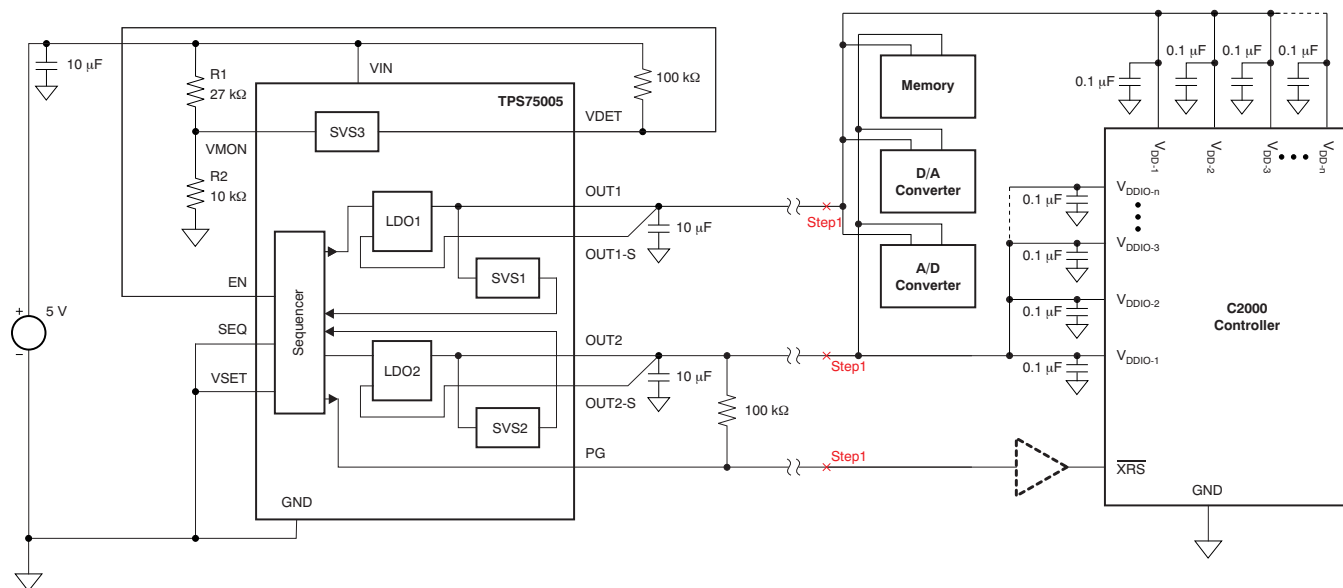 10 μF
R1
27 kΩ
VIN
100 kΩ
TPS75005
VDET
SVS3
VMON
R2
10 kΩ
OUT1
LDO1
10 μF
OUT1-S
SVS1
EN
Sequencer
5 V
+
−
SEQ
OUT2
LDO2
VSET
10 μF
OUT2-S
SVS2
100 kΩ
PG
GND
Step1
Step1
Step1
Memory
D/A
Converter
A/D
Converter
0.1 μF
0.1 μF
0.1 μF
0.1 μF
VDD-1
VDD-2
VDD-3
VDD-n
VDDIO-n
0.1 μF
VDDIO-3
0.1 μF
VDDIO-2
0.1 μF
VDDIO-1
0.1 μF
C2000
Controller
XRS
GND